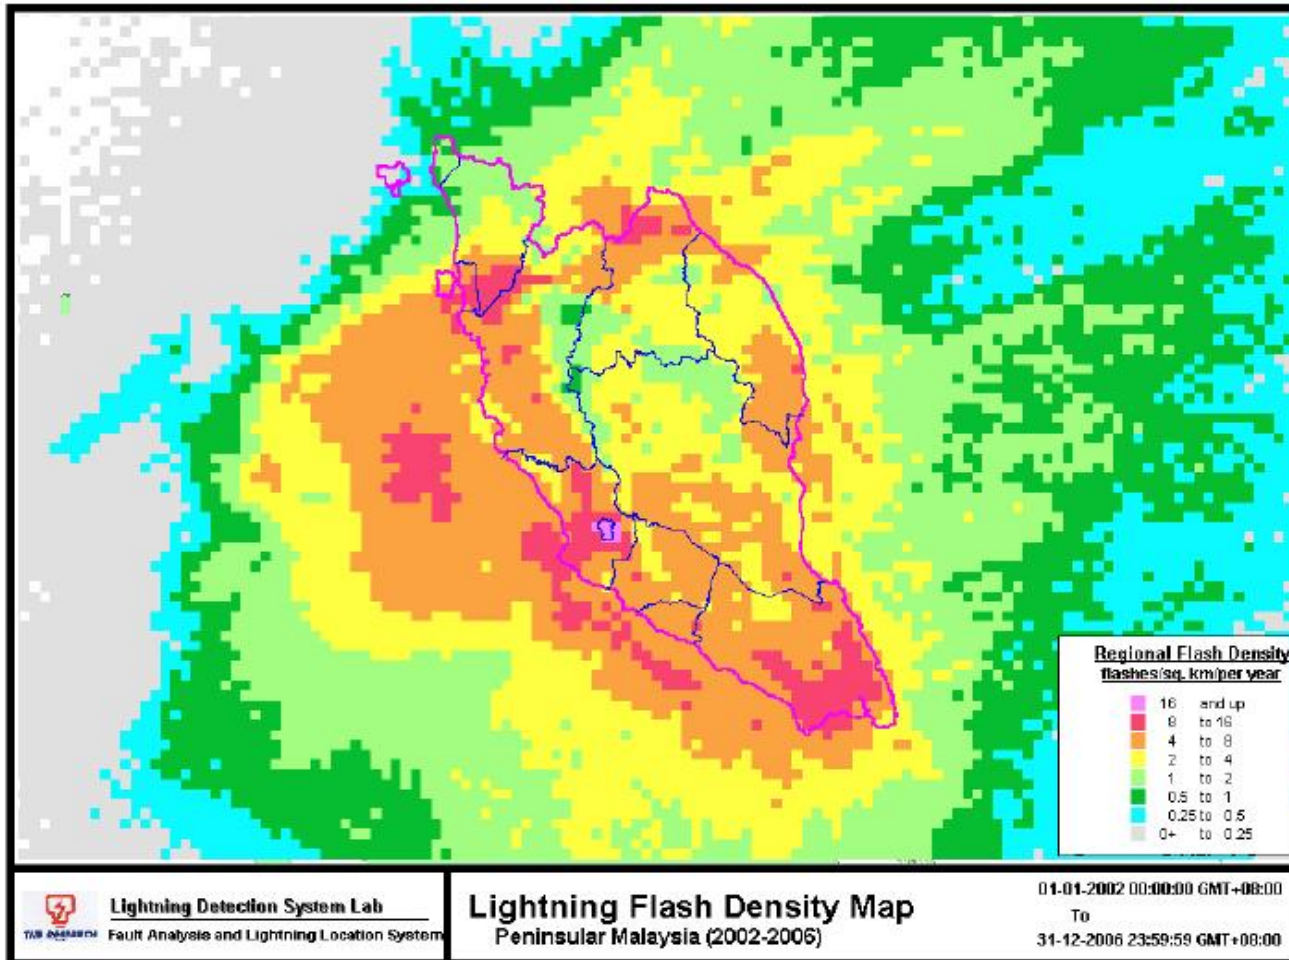 Regional Flash Density
flashes/sq. km/per year
16 and up
8 to 16
4 to 8
2 to 4
1 to 2
0.5 to 1
0.25 to 0.5
0+ to 0.25
Lightning Detection System Lab
TNB RESEARCH
Fault Analysis and Lightning Location System
Lightning Flash Density Map
Peninsular Malaysia (2002-2006)
01-01-2002 00:00:00 GMT+08:00
To
31-12-2006 23:59:59 GMT+08:00